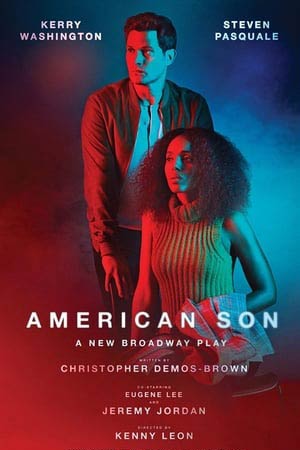 KERRY WASHINGTON
STEVEN PASQUALE
AMERICAN SON
A NEW BROADWAY PLAY
WRITTEN BY
CHRISTOPHER DEMOS-BROWN
CO-STARRING
EUGENE LEE
AND
JEREMY JORDAN
DIRECTED BY
KENNY LEON